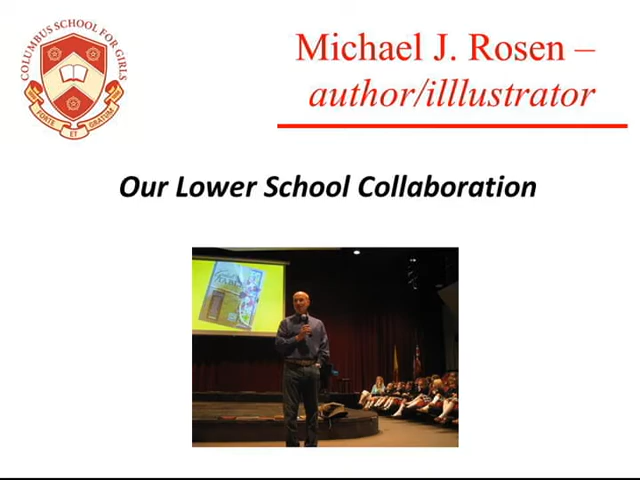 COLUMBUS SCHOOL FOR GIRLS
FORTE
ET
GRATUM
Michael J. Rosen –
author/illlustrator
Our Lower School Collaboration